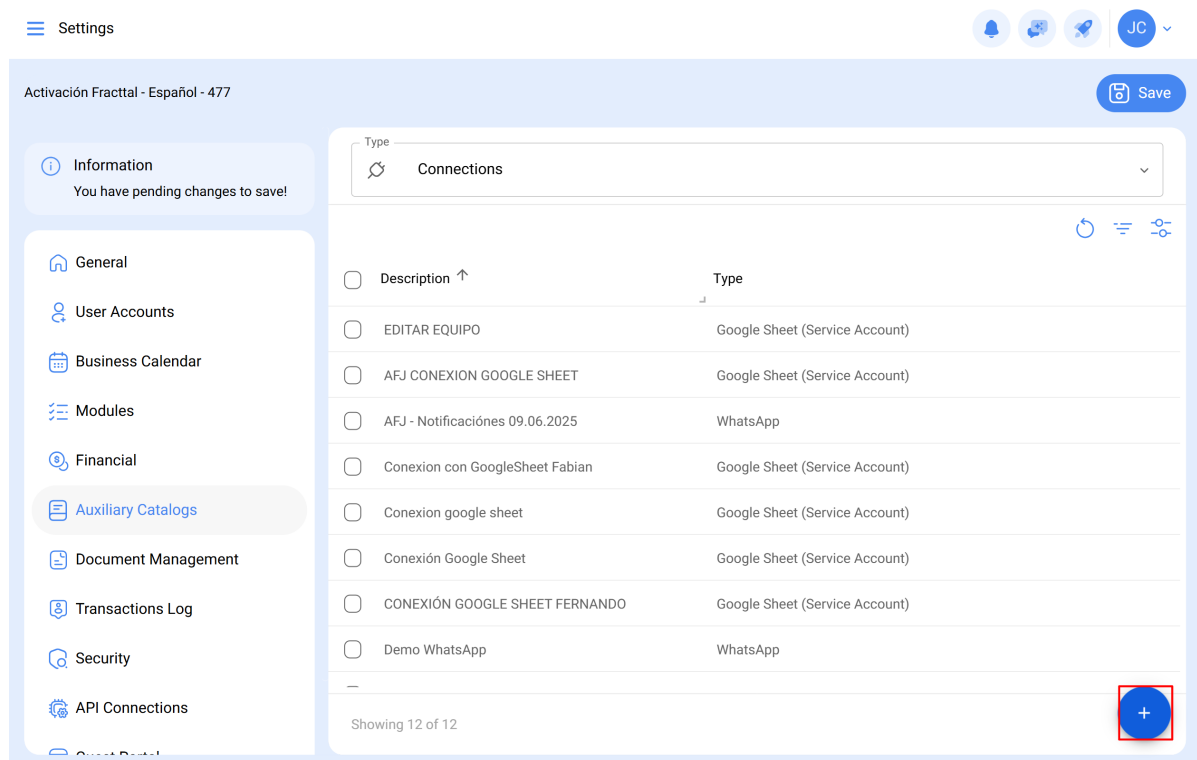 Settings
JC
Activación Fracttal - Español - 477
Save
Information
You have pending changes to save!
General
User Accounts
Business Calendar
Modules
Financial
Auxiliary Catalogs
Document Management
Transactions Log
Security
API Connections
Guest Portal
Type
Connections
Description Type
EDITAR EQUIPO Google Sheet (Service Account)
AFJ CONEXION GOOGLE SHEET Google Sheet (Service Account)
AFJ - Notificaciónes 09.06.2025 WhatsApp
Conexion con GoogleSheet Fabian Google Sheet (Service Account)
Conexion google sheet Google Sheet (Service Account)
Conexión Google Sheet Google Sheet (Service Account)
CONEXIÓN GOOGLE SHEET FERNANDO Google Sheet (Service Account)
Demo WhatsApp WhatsApp
Showing 12 of 12